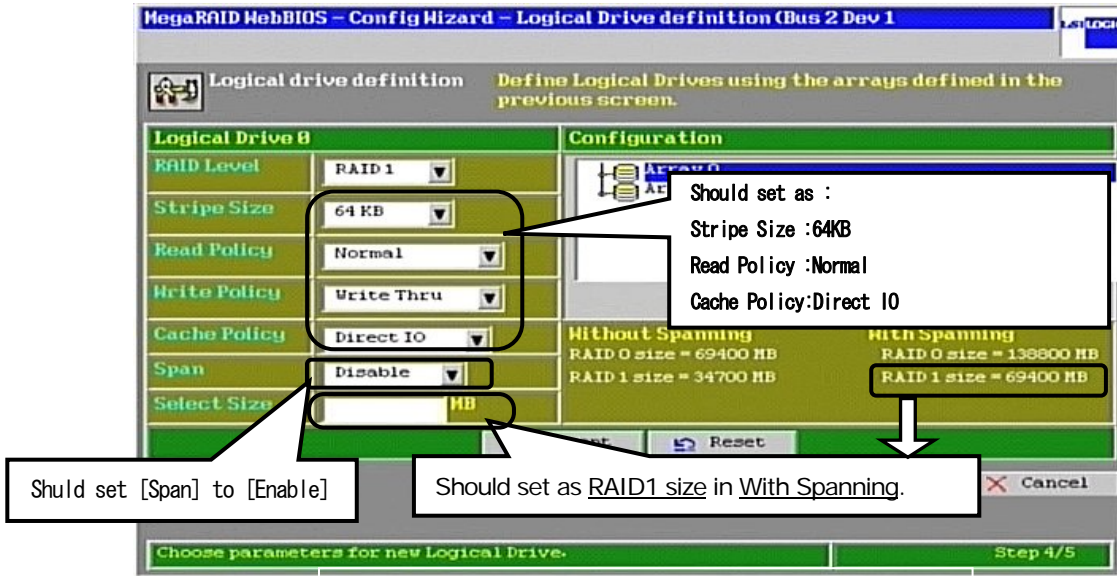 MegaRAID WebBIOS – Config Wizard – Logical Drive definition (Bus 2 Dev 1
LSI LOGIC
Logical drive definition
Define Logical Drives using the arrays defined in the
previous screen.
Logical Drive 0
Configuration
RAID Level
RAID 1
Array 0
Stripe Size
64 KB
Read Policy
Normal
Write Policy
Write Thru
Cache Policy
Direct IO
Span
Disable
Select Size
MB
Should set as :
Stripe Size :64KB
Read Policy :Normal
Cache Policy:Direct IO
Without Spanning
RAID 0 size = 69400 MB
RAID 1 size = 34700 MB
With Spanning
RAID 0 size = 138800 MB
RAID 1 size = 69400 MB
Reset
Shuld set [Span] to [Enable]
Should set as RAID1 size in With Spanning.
Cancel
Choose parameters for new Logical Drive.
Step 4/5